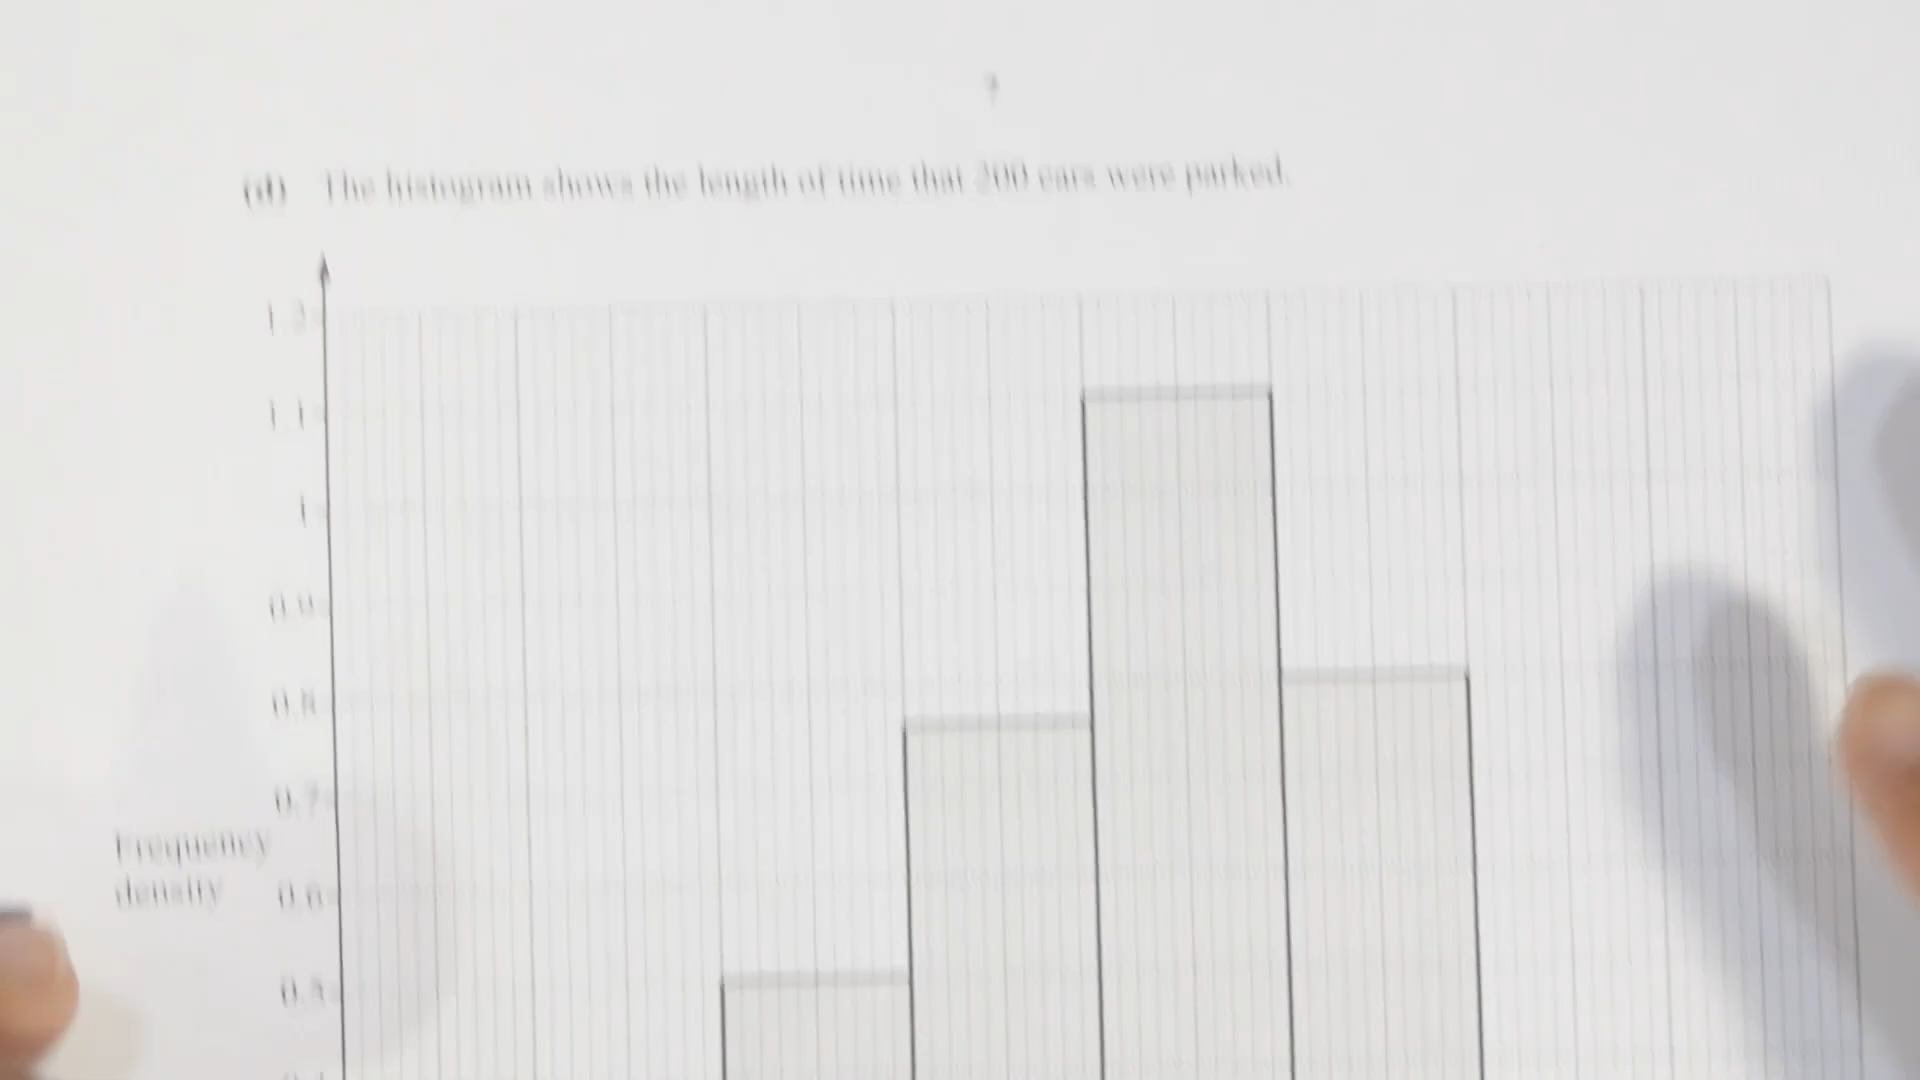 (d) The histogram shows the length of time that 200 cars were parked.
1.2
1.1
1
0.9
0.8
0.7
Frequency
density
0.6
0.5